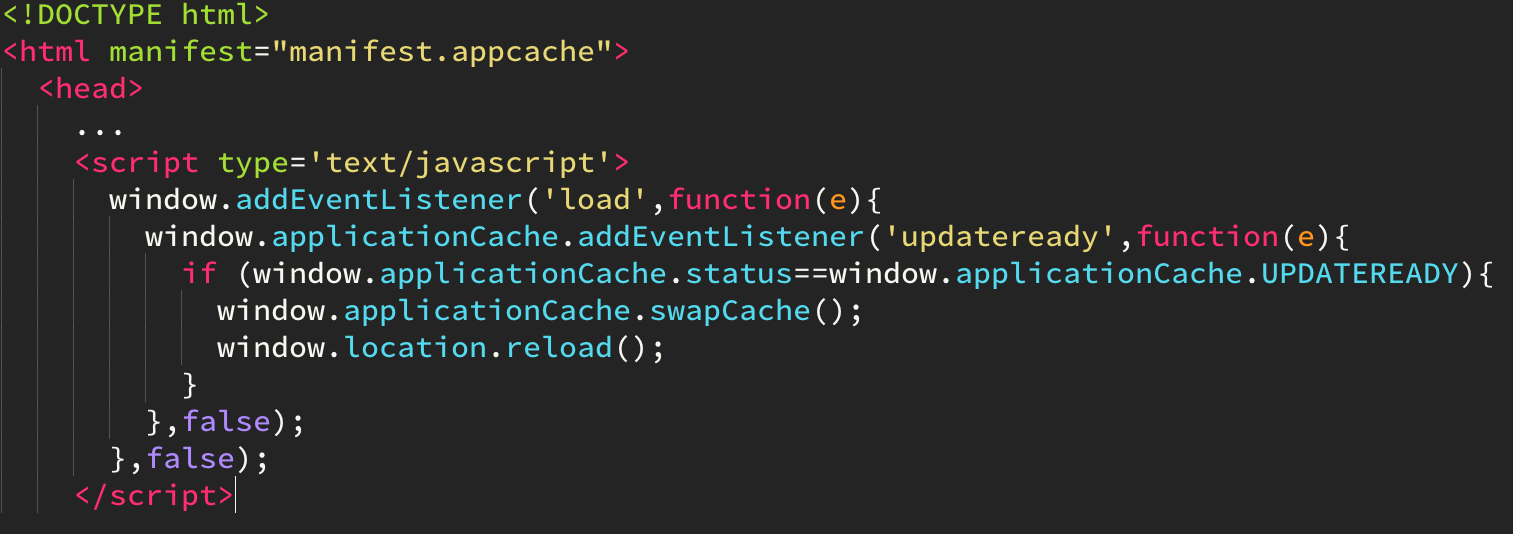 <!DOCTYPE html>
<html manifest="manifest.appcache">
  <head>
    ...
    <script type='text/javascript'>
      window.addEventListener('load',function(e){
        window.applicationCache.addEventListener('updateready',function(e){
          if (window.applicationCache.status==window.applicationCache.UPDATEREADY){
            window.applicationCache.swapCache();
            window.location.reload();
          }
        },false);
      },false);
    </script>